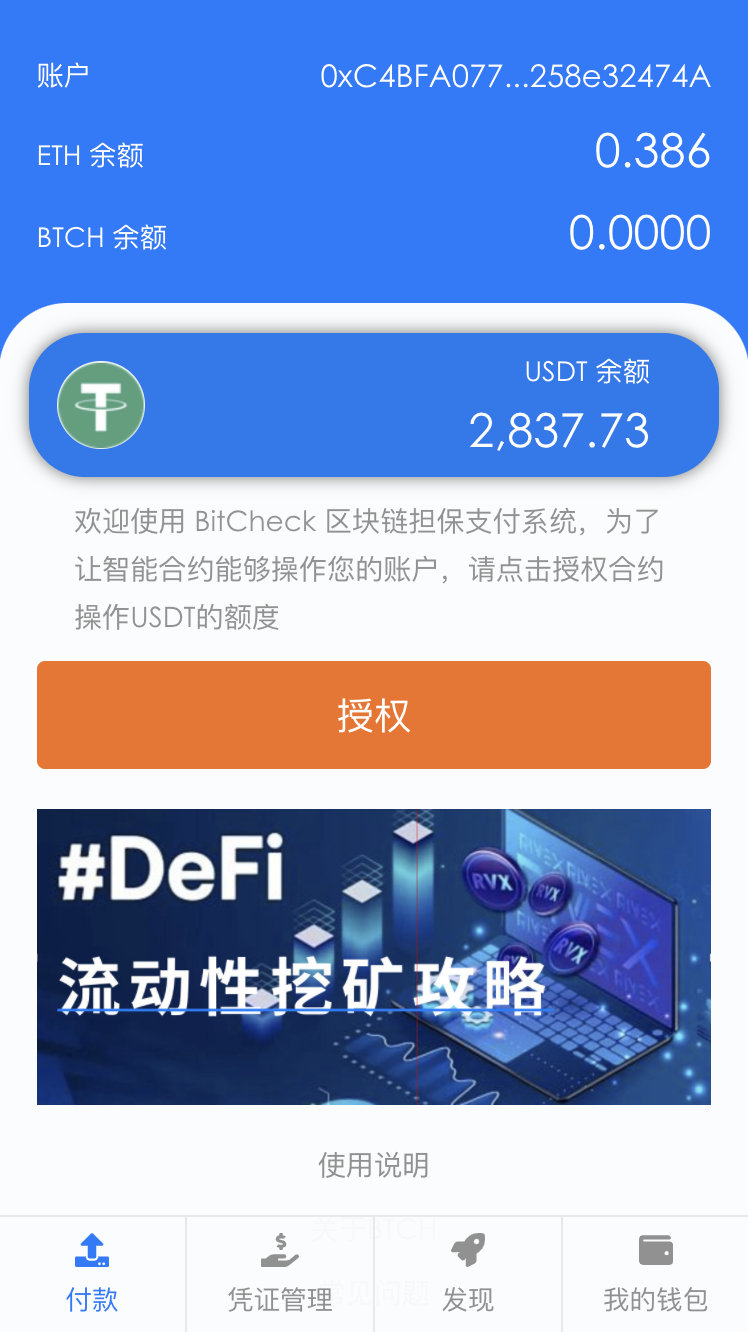 账户 0xC4BFA077...258e32474A
ETH 余额 0.386
BTCH 余额 0.0000
USDT 余额
2,837.73
欢迎使用 BitCheck 区块链担保支付系统，为了
让智能合约能够操作您的账户，请点击授权合约
操作USDT的额度
授权
#DeFi
RVX
RVX
RVX
流动性挖矿攻略
使用说明
关于BTCH
常见问题
付款 凭证管理 发现 我的钱包